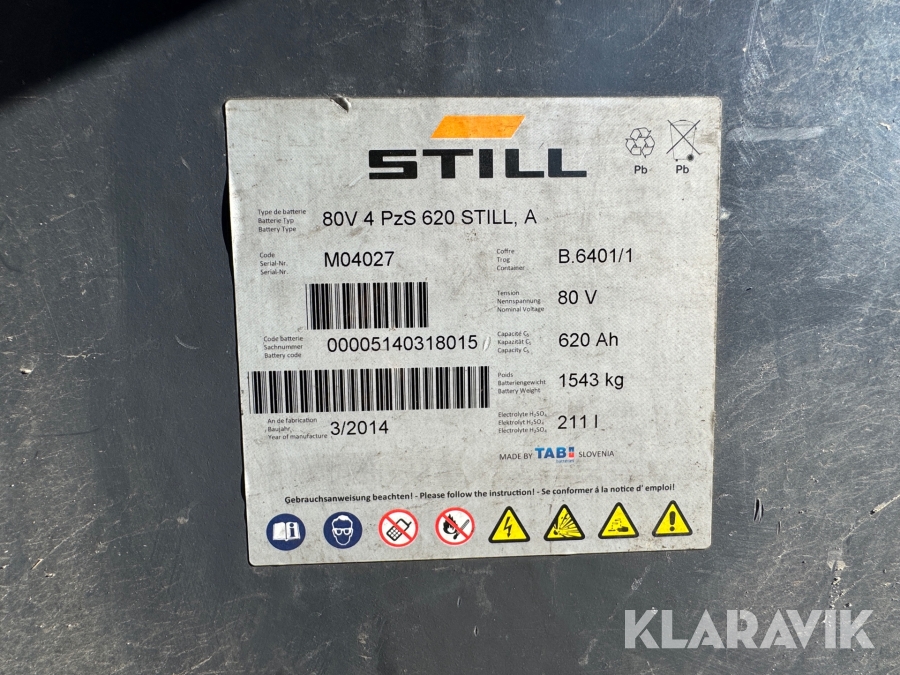 STILL
Pb Pb
Type de batterie
Batterie Typ
Battery Type
80V 4 PzS 620 STILL, A
Code
Serial-Nr.
Serial-Nr.
M04027
Coffre
Trog
Container
B.6401/1
Tension
Nennspannung
Nominal Voltage
80 V
Code batterie
Sachnummer
Battery code
00005140318015
Capacité C₅
Kapazität C₅
Capacity C₅
620 Ah
Poids
Batteriengewicht
Battery Weight
1543 kg
An de fabrication
Baujahr
Year of manufacture
3/2014
Electrolyte H₂SO₄
Elektrolyt H₂SO₄
Electrolyte H₂SO₄
211 l
MADE BY TAB SLOVENIA
Gebrauchsanweisung beachten! - Please follow the instruction! - Se conformer á la notice d' emploi!
KLARAVIK